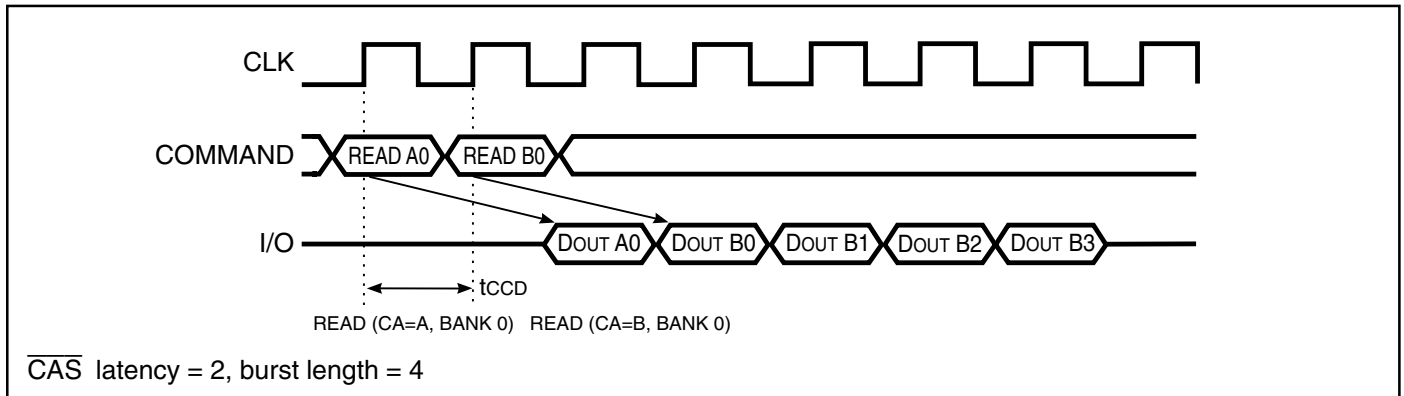 CLK
COMMAND READ A0 READ B0
I/O DOUT A0 DOUT B0 DOUT B1 DOUT B2 DOUT B3
tCCD
READ (CA=A, BANK 0) READ (CA=B, BANK 0)
CAS latency = 2, burst length = 4